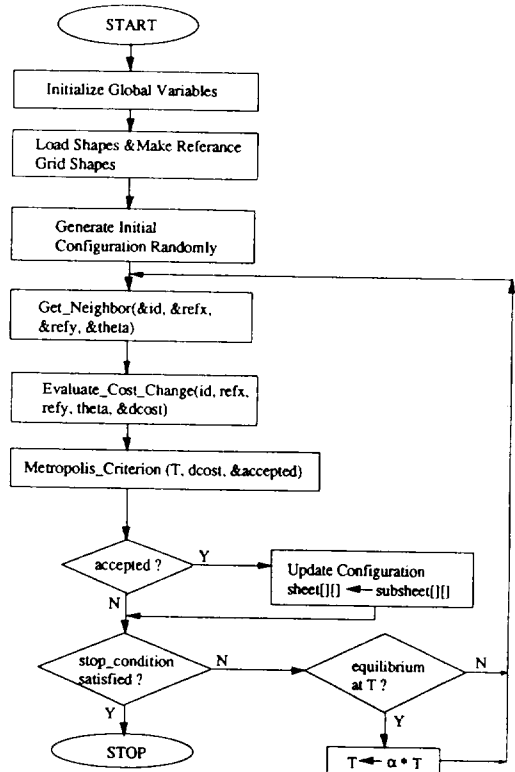 START
Initialize Global Variables
Load Shapes &Make Referance
Grid Shapes
Generate Initial
Configuration Randomly
Get_Neighbor(&id, &refx,
&refy, &theta)
Evaluate_Cost_Change(id, refx,
refy, theta, &dcost)
Metropolis_Criterion (T, dcost, &accepted)
accepted ?
Y
N
Update Configuration
sheet[][] ← subsheet[][]
stop_condition
satisfied ?
N
Y
equilibrium
at T ?
N
Y
STOP
T ← α * T